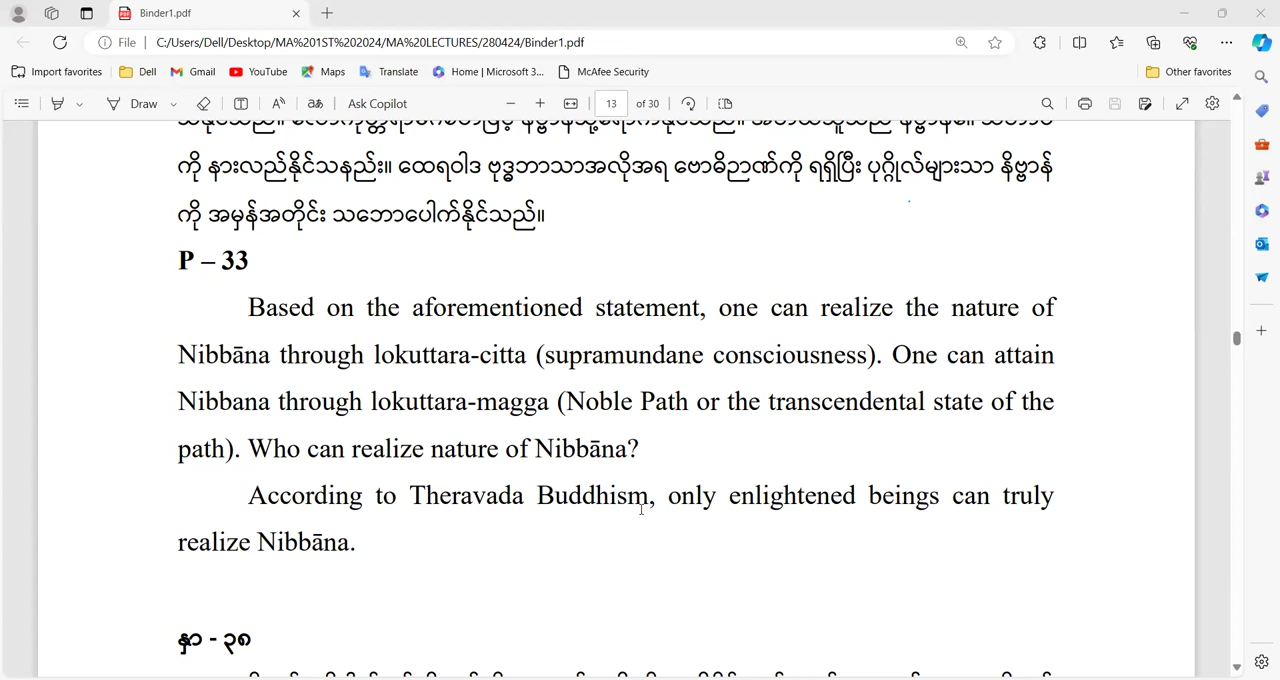 Binder1.pdf
File C:/Users/Dell/Desktop/MA%201ST%202024/MA%20LECTURES/280424/Binder1.pdf
Import favorites Dell Gmail YouTube Maps Translate Home | Microsoft 3... McAfee Security Other favorites
Draw Ask Copilot 13 of 30
ကို နားလည်နိုင်သနည်း။ ထေရဝါဒ ဗုဒ္ဓဘာသာအလိုအရ ဗောဓိဉာဏ်ကို ရရှိပြီး ပုဂ္ဂိုလ်များသာ နိဗ္ဗာန်
ကို အမှန်အတိုင်း သဘောပေါက်နိုင်သည်။
P – 33
Based on the aforementioned statement, one can realize the nature of
Nibbāna through lokuttara-citta (supramundane consciousness). One can attain
Nibbana through lokuttara-magga (Noble Path or the transcendental state of the
path). Who can realize nature of Nibbāna?
According to Theravada Buddhism, only enlightened beings can truly
realize Nibbāna.
နှာ - ၃၈